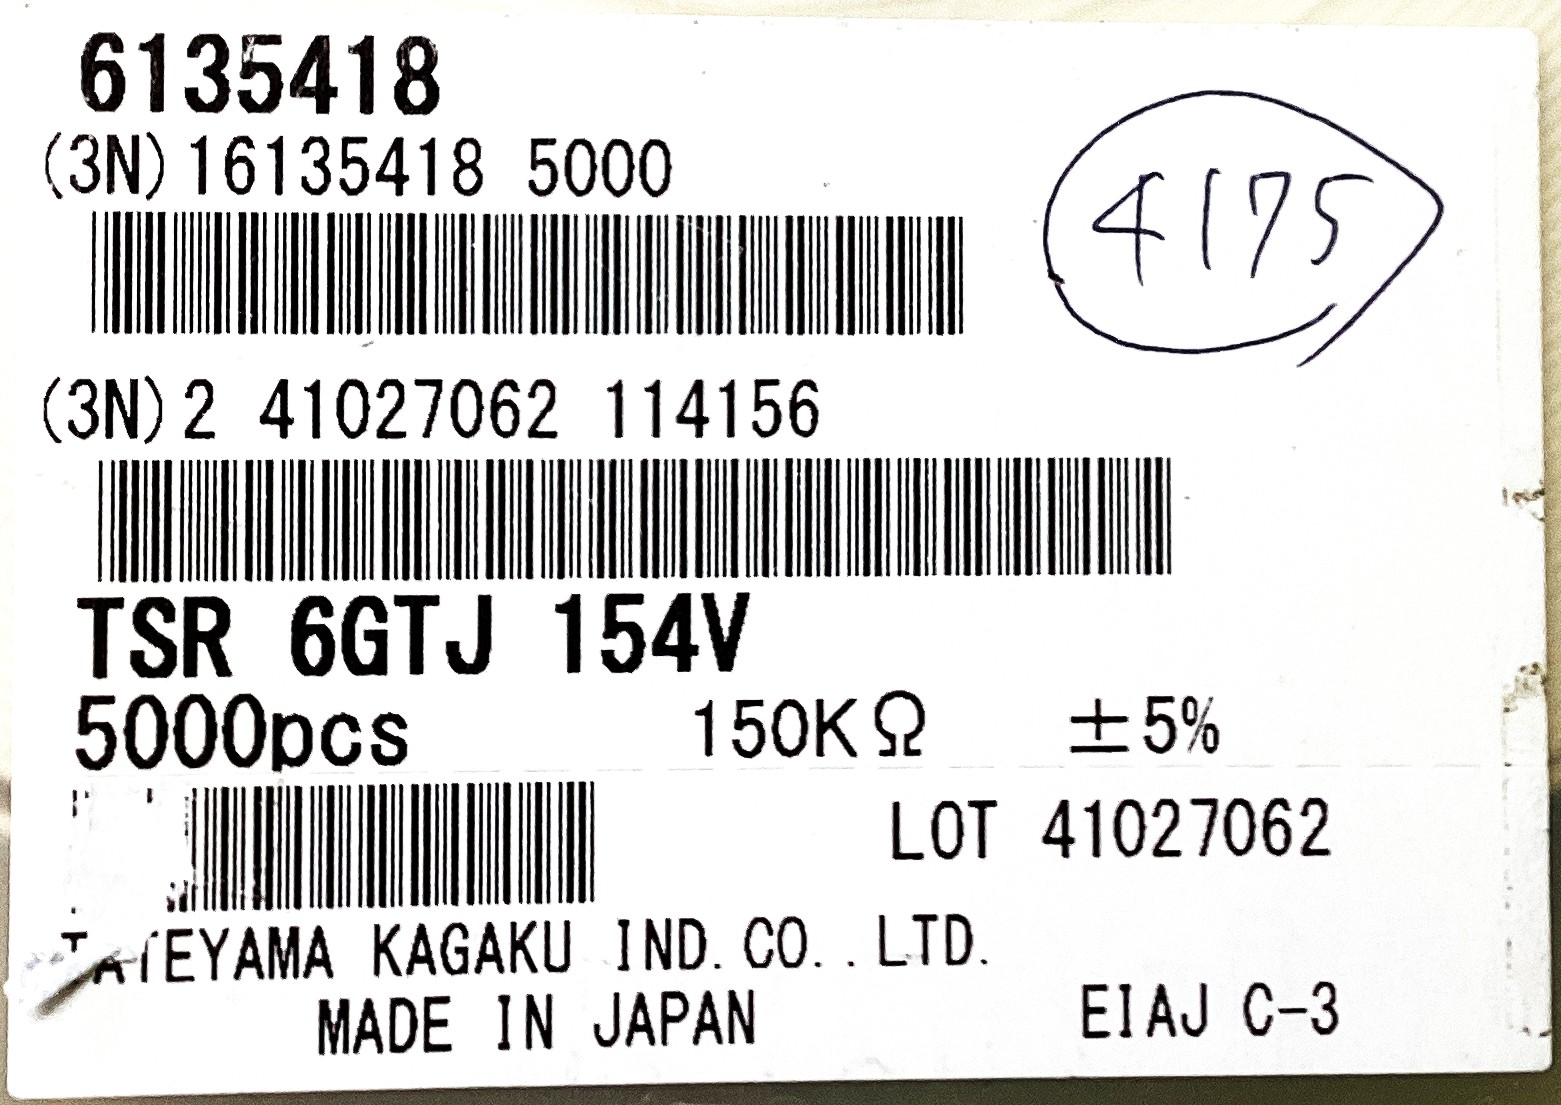 6135418
(3N)16135418 5000
4175
(3N)2 41027062 114156
TSR 6GTJ 154V
5000pcs 150KΩ ±5%
LOT 41027062
TATEYAMA KAGAKU IND.CO..LTD.
MADE IN JAPAN EIAJ C-3